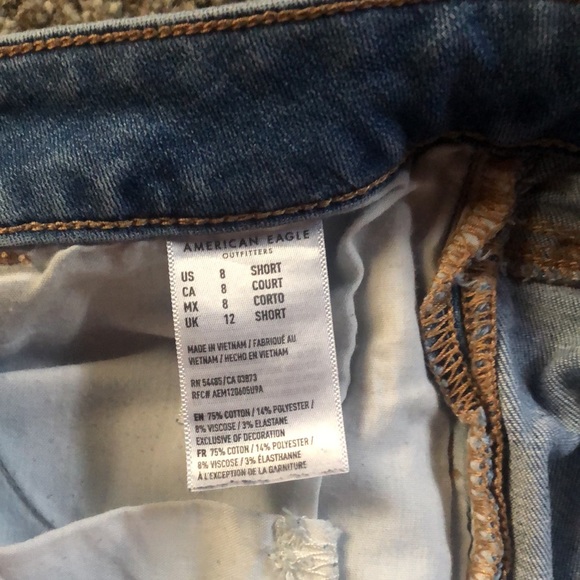 AMERICAN EAGLE
OUTFITTERS
US 8 SHORT
CA 8 COURT
MX 8 CORTO
UK 12 SHORT
MADE IN VIETNAM / FABRIQUÉ AU
VIETNAM / HECHO EN VIETNAM
RN 54485/CA 03873
RFC# AEM120605U9A
EN 75% COTTON / 14% POLYESTER /
8% VISCOSE / 3% ELASTANE
EXCLUSIVE OF DECORATION
FR 75% COTON / 14% POLYESTER /
8% VISCOSE / 3% ÉLASTHANNE
À L'EXCEPTION DE LA GARNITURE